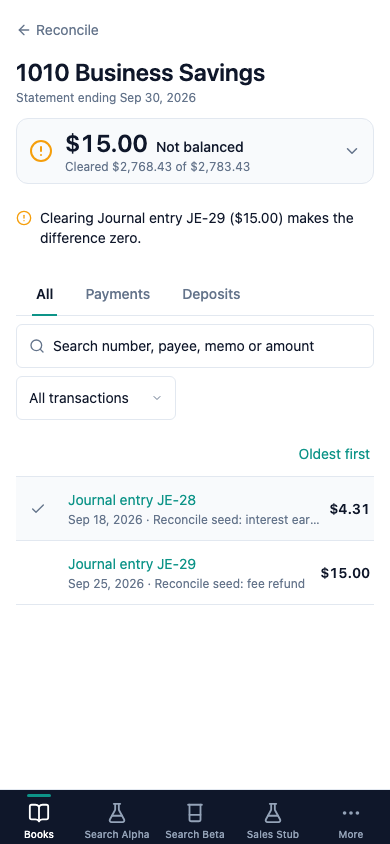 Reconcile
1010 Business Savings
Statement ending Sep 30, 2026
$15.00 Not balanced
Cleared $2,768.43 of $2,783.43
Clearing Journal entry JE-29 ($15.00) makes the
difference zero.
All Payments Deposits
Search number, payee, memo or amount
All transactions
Oldest first
Journal entry JE-28
Sep 18, 2026 · Reconcile seed: interest ear...
$4.31
Journal entry JE-29
Sep 25, 2026 · Reconcile seed: fee refund
$15.00
Books Search Alpha Search Beta Sales Stub More